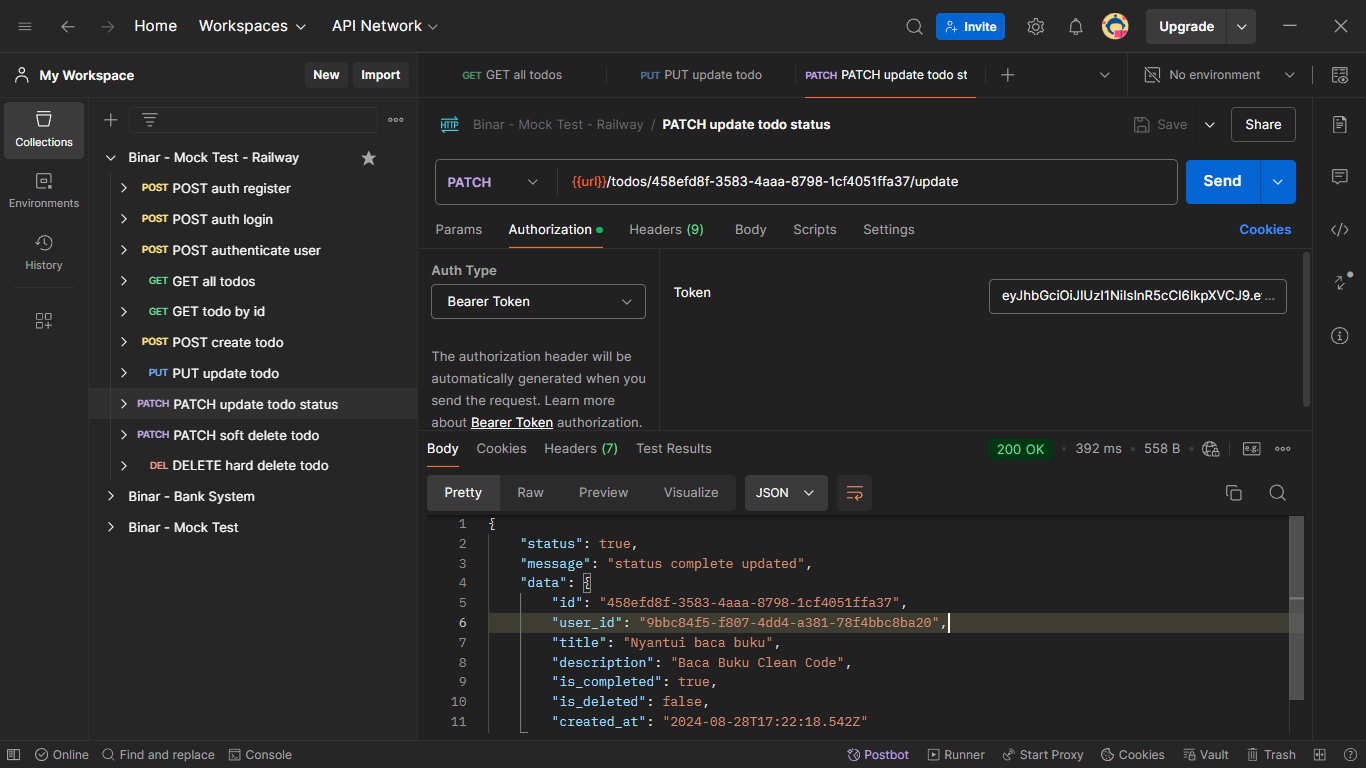 Home Workspaces API Network Invite Upgrade
My Workspace New Import GET GET all todos PUT PUT update todo PATCH PATCH update todo st No environment
Collections
Environments
History
Binar - Mock Test - Railway
POST POST auth register
POST POST auth login
POST POST authenticate user
GET GET all todos
GET GET todo by id
POST POST create todo
PUT PUT update todo
PATCH PATCH update todo status
PATCH PATCH soft delete todo
DEL DELETE hard delete todo
Binar - Bank System
Binar - Mock Test
HTTP Binar - Mock Test - Railway / PATCH update todo status Save Share
PATCH {{url}}/todos/458efd8f-3583-4aaa-8798-1cf4051ffa37/update Send
Params Authorization Headers (9) Body Scripts Settings Cookies
Auth Type
Bearer Token
The authorization header will be
automatically generated when you
send the request. Learn more
about Bearer Token authorization.
Token eyJhbGciOiJIUzI1NiIsInR5cCI6IkpXVCJ9.e...
Body Cookies Headers (7) Test Results 200 OK 392 ms 558 B e.g.
Pretty Raw Preview Visualize JSON
1 {
2 "status": true,
3 "message": "status complete updated",
4 "data": {
5 "id": "458efd8f-3583-4aaa-8798-1cf4051ffa37",
6 "user_id": "9bbc84f5-f807-4dd4-a381-78f4bbc8ba20",
7 "title": "Nyantui baca buku",
8 "description": "Baca Buku Clean Code",
9 "is_completed": true,
10 "is_deleted": false,
11 "created_at": "2024-08-28T17:22:18.542Z"
Online Find and replace Console Postbot Runner Start Proxy Cookies Vault Trash